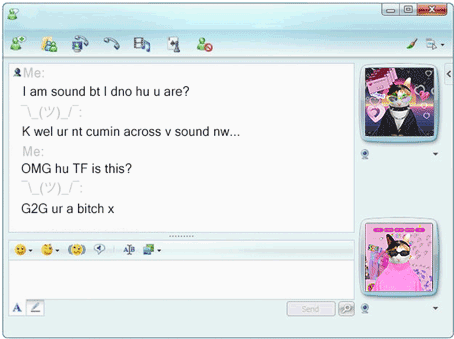 Me:
I am sound bt I dno hu u are?
¯\_(ツ)_/¯:
K wel ur nt cumin across v sound nw...
Me:
OMG hu TF is this?
¯\_(ツ)_/¯:
G2G ur a bitch x
A
Send